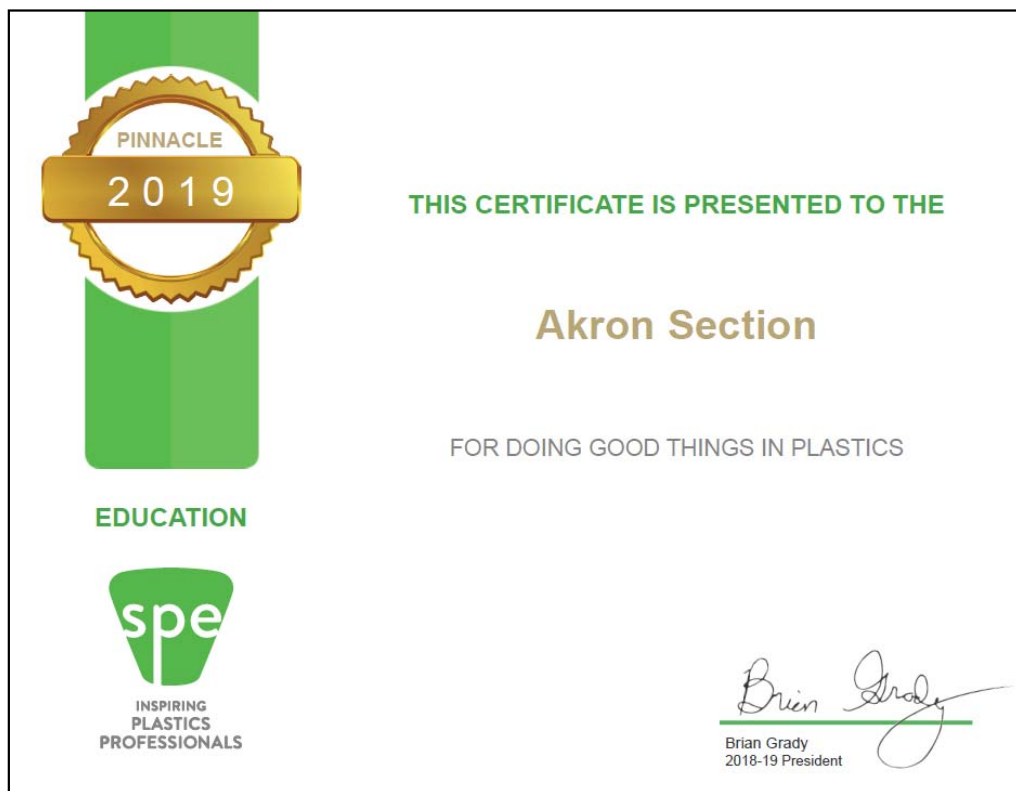 PINNACLE
2019
THIS CERTIFICATE IS PRESENTED TO THE
Akron Section
FOR DOING GOOD THINGS IN PLASTICS
EDUCATION
spe
INSPIRING
PLASTICS
PROFESSIONALS
Brian Grady
Brian Grady
2018-19 President